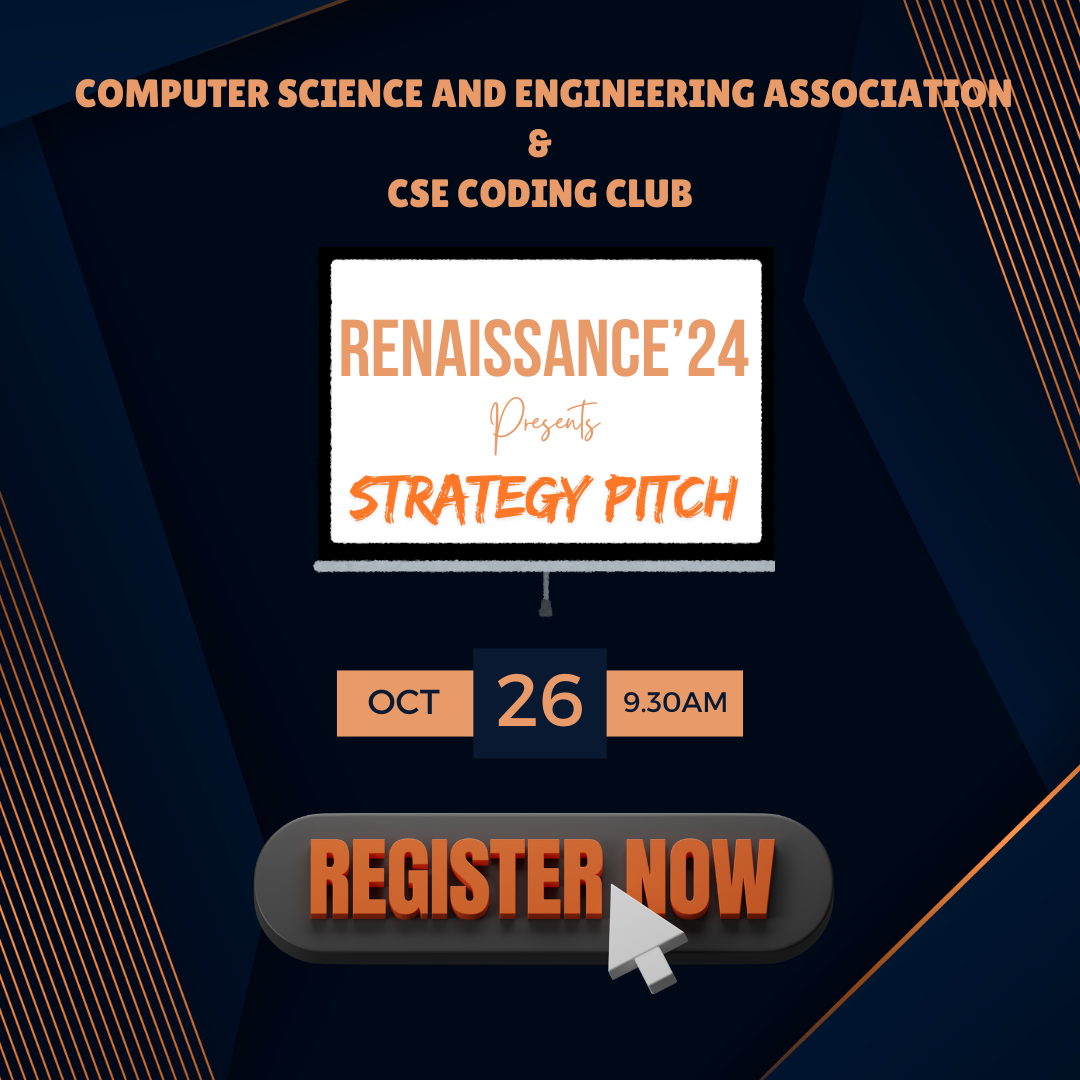 COMPUTER SCIENCE AND ENGINEERING ASSOCIATION
&
CSE CODING CLUB
RENAISSANCE’24
Presents
STRATEGY PITCH
OCT 26 9.30AM
REGISTER NOW